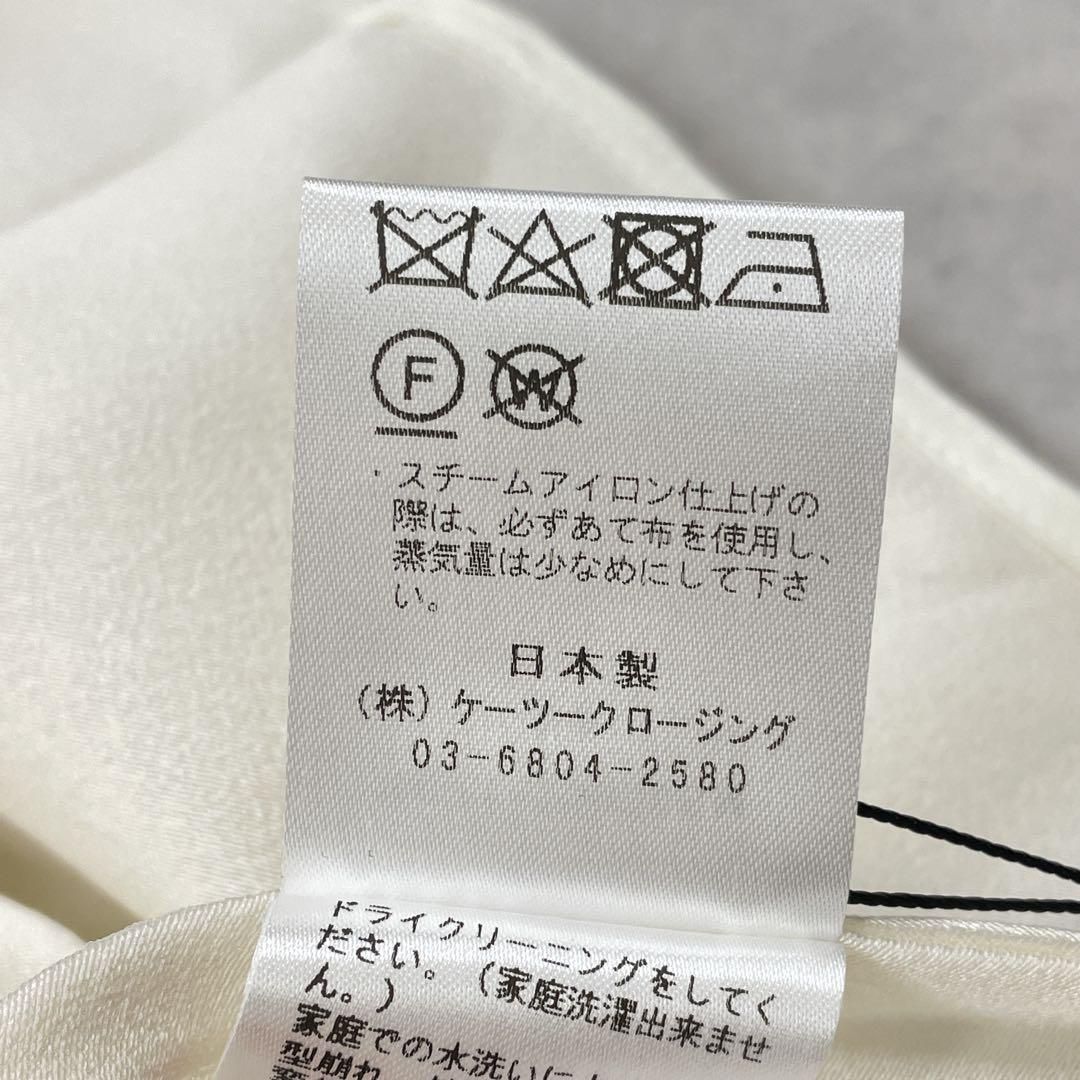 F W
・スチームアイロン仕上げの
際は、必ずあて布を使用し、
蒸気量は少なめにして下さ
い。
日本製
(株)ケーツークロージング
03-6804-2580
ドライクリーニングをしてく
ださい。(家庭洗濯出来ませ
ん。)
家庭での水洗いに
型崩れ